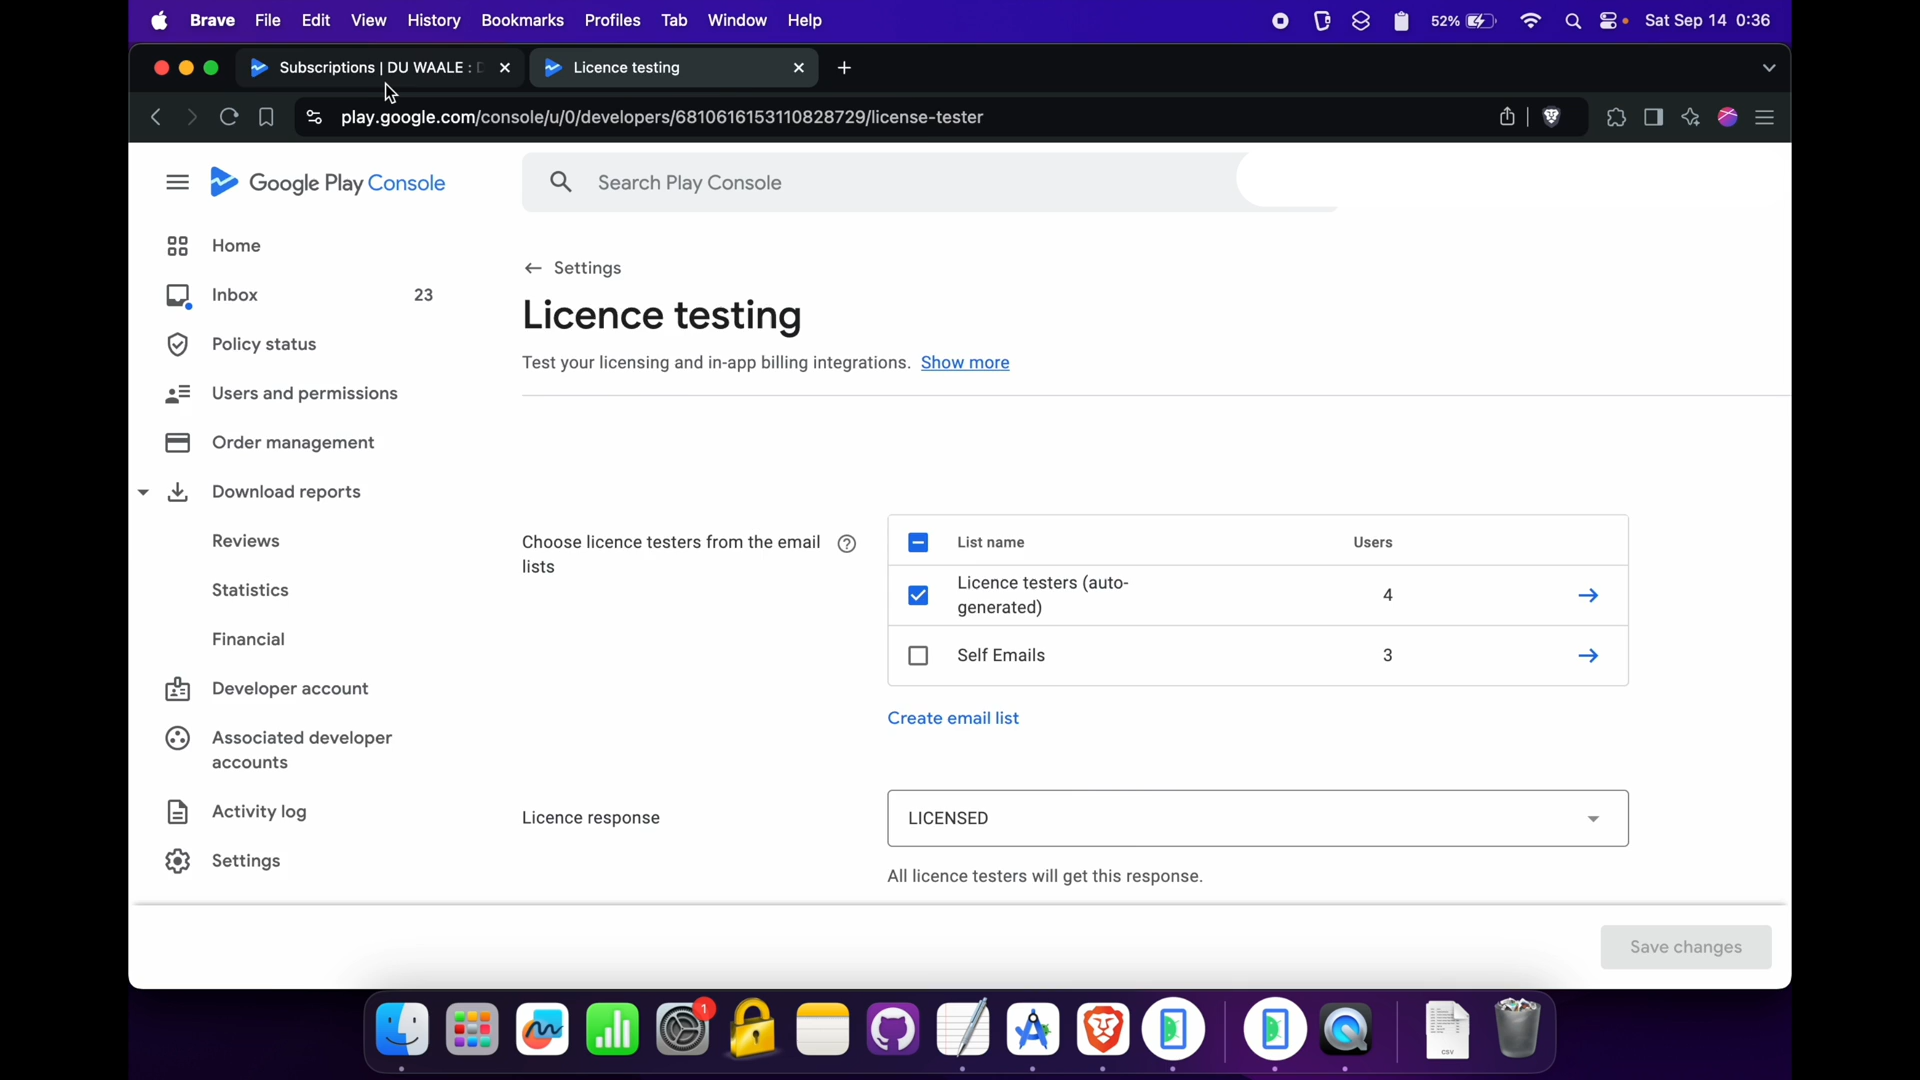 Brave File Edit View History Bookmarks Profiles Tab Window Help
52% Sat Sep 14 0:36
Subscriptions | DU WAALE :
Licence testing
play.google.com/console/u/0/developers/6810616153110828729/license-tester
Google Play Console
Search Play Console
Home
Inbox 23
Policy status
Users and permissions
Order management
Download reports
Reviews
Statistics
Financial
Developer account
Associated developer
accounts
Activity log
Settings
Settings
Licence testing
Test your licensing and in-app billing integrations. Show more
Choose licence testers from the email
lists
List name Users
Licence testers (auto-
generated)
4
Self Emails 3
Create email list
Licence response
LICENSED
All licence testers will get this response.
Save changes
1
CSV